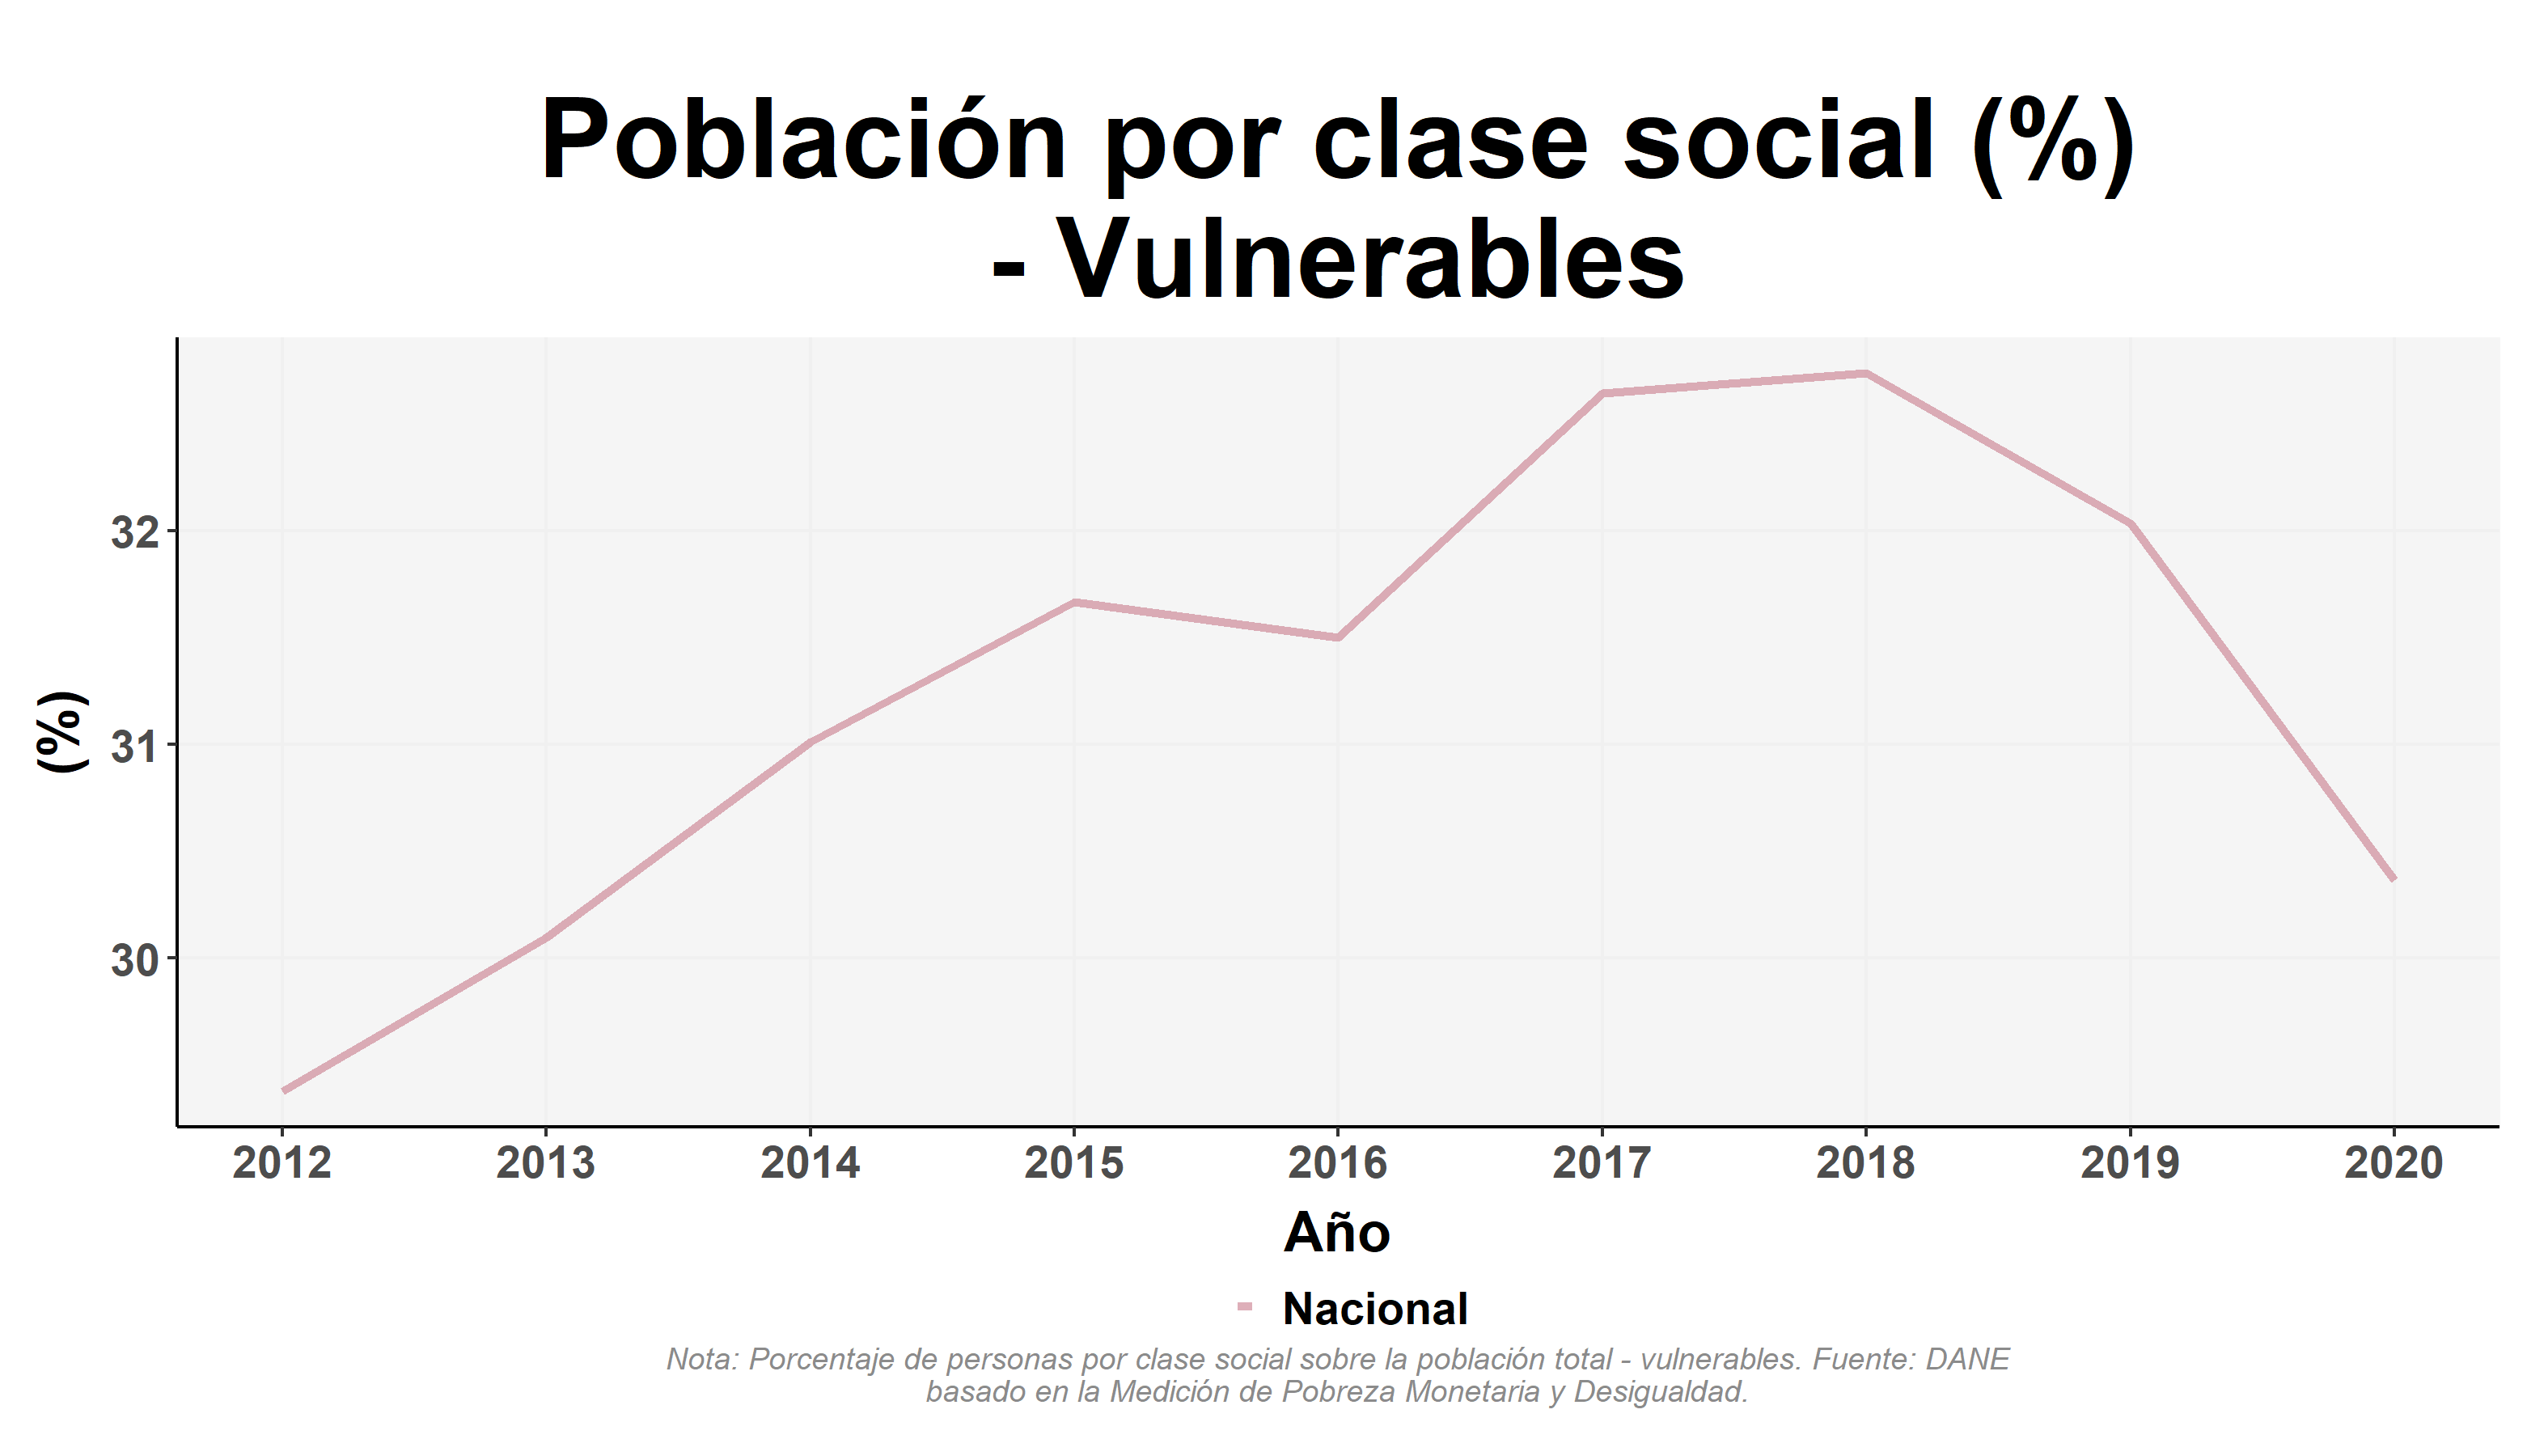 Población por clase social (%)
- Vulnerables
(%)
32
31
30
2012 2013 2014 2015 2016 2017 2018 2019 2020
Año
Nacional
Nota: Porcentaje de personas por clase social sobre la población total - vulnerables. Fuente: DANE
basado en la Medición de Pobreza Monetaria y Desigualdad.